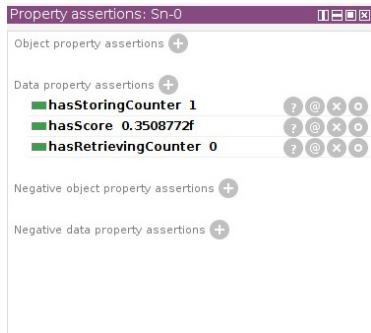 Property assertions: Sn-0
Object property assertions
Data property assertions
hasStoringCounter 1
hasScore 0.3508772f
hasRetrievingCounter 0
Negative object property assertions
Negative data property assertions